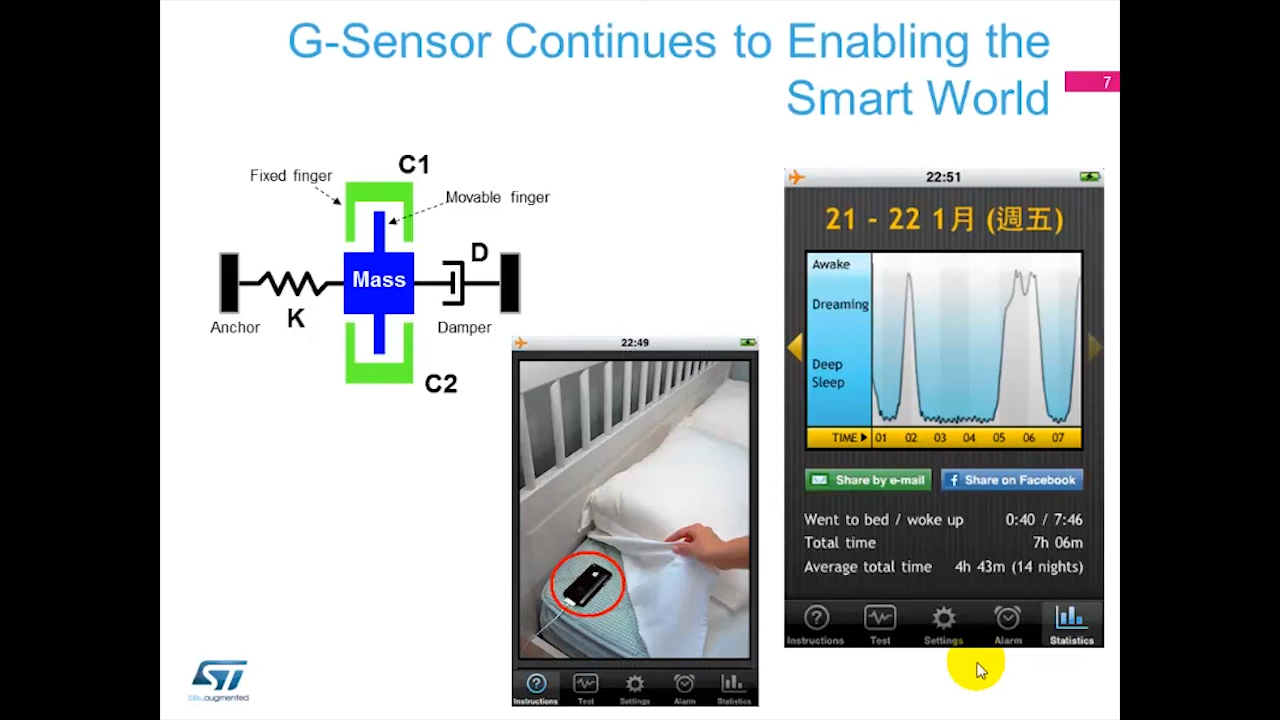 G-Sensor Continues to Enabling the
Smart World
7
C1
Fixed finger
Movable finger
D
Mass
K
Anchor
Damper
C2
22:49
Instructions
Test
Settings
Alarm
Statistics
22:51
21 - 22 1月 (週五)
Awake
Dreaming
Deep
Sleep
TIME 01 02 03 04 05 06 07
Share by e-mail
f Share on Facebook
Went to bed / woke up 0:40 / 7:46
Total time 7h 06m
Average total time 4h 43m (14 nights)
Instructions
Test
Settings
Alarm
Statistics
ST
life.augmented